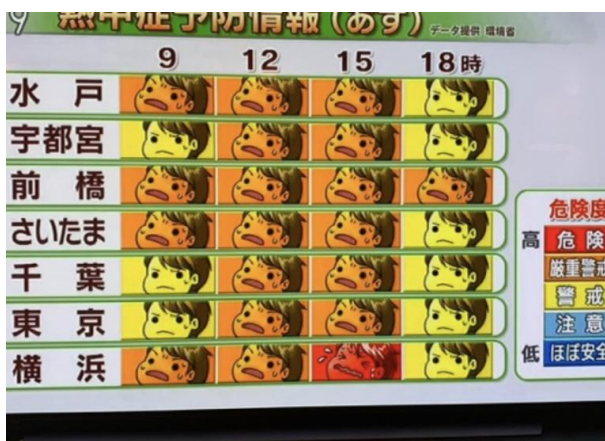 9 熱中症予防情報(あす) データ提供 環境省
9 12 15 18時
水戸
宇都宮
前橋
さいたま
千葉
東京
横浜
危険度
高 危険
厳重警戒
警戒
注意
低 ほぼ安全